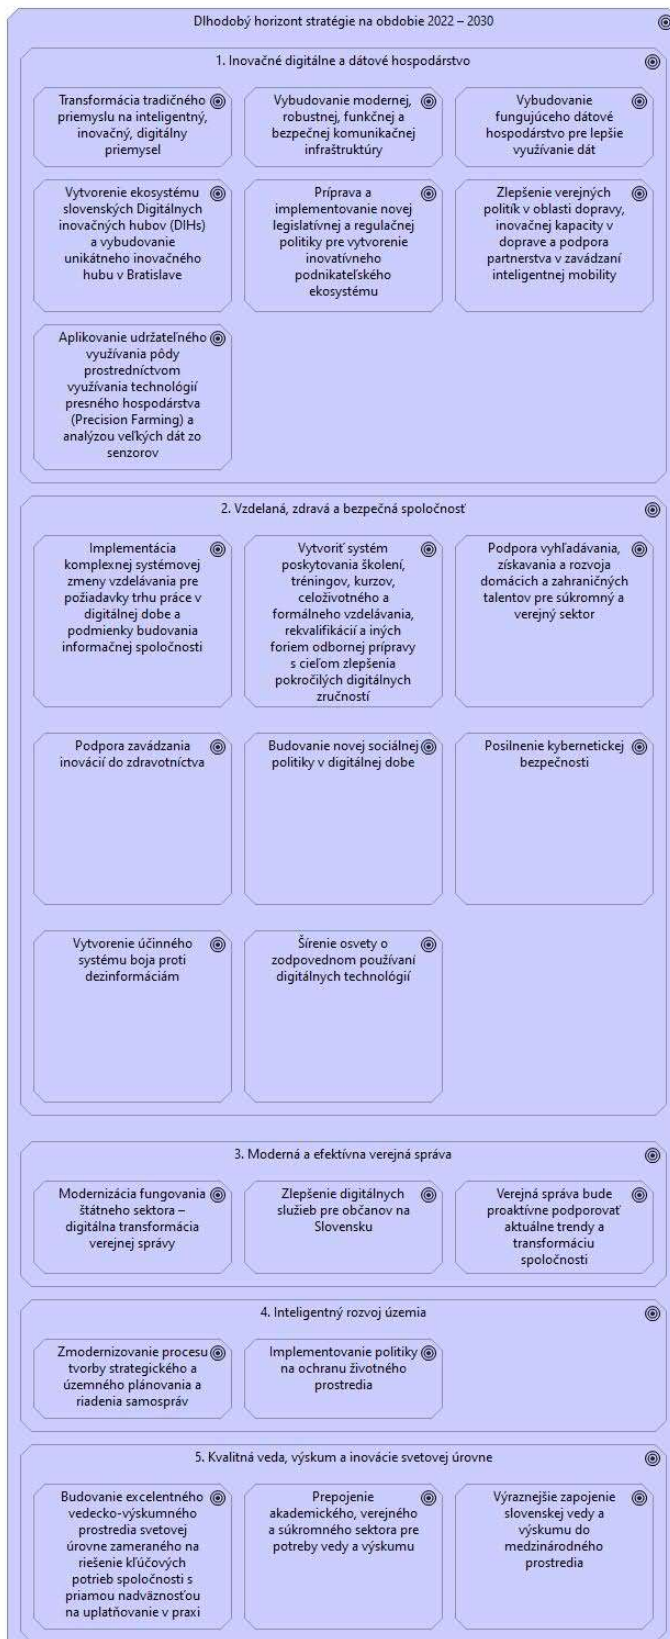 Dlhodobý horizont stratégie na obdobie 2022 – 2030
1. Inovačné digitálne a dátové hospodárstvo
Transformácia tradičného
priemyslu na inteligentný,
inovačný, digitálny
priemysel
Vybudovanie modernej,
robustnej, funkčnej a
bezpečnej komunikačnej
infraštruktúry
Vybudovanie
fungujúceho dátové
hospodárstvo pre lepšie
využívanie dát
Vytvorenie ekosystému
slovenských Digitálnych
inovačných hubov (DIHs)
a vybudovanie
unikátneho inovačného
hubu v Bratislave
Príprava a
implementovanie novej
legislatívnej a regulačnej
politiky pre vytvorenie
inovatívneho
podnikateľského
ekosystému
Zlepšenie verejných
politík v oblasti dopravy,
inovačnej kapacity v
doprave a podpora
partnerstva v zavádzaní
inteligentnej mobility
Aplikovanie udržateľného
využívania pôdy
prostredníctvom
využívania technológií
presného hospodárstva
(Precision Farming) a
analýzou veľkých dát zo
senzorov
2. Vzdelaná, zdravá a bezpečná spoločnosť
Implementácia
komplexnej systémovej
zmeny vzdelávania pre
požiadavky trhu práce v
digitálnej dobe a
podmienky budovania
informačnej spoločnosti
Vytvoriť systém
poskytovania školení,
tréningov, kurzov,
celoživotného a
formálneho vzdelávania,
rekvalifikácií a iných
foriem odbornej prípravy
s cieľom zlepšenia
pokročilých digitálnych
zručností
Podpora vyhľadávania,
získavania a rozvoja
domácich a zahraničných
talentov pre súkromný a
verejný sektor
Podpora zavádzania
inovácií do zdravotníctva
Budovanie novej sociálnej
politiky v digitálnej dobe
Posilnenie kybernetickej
bezpečnosti
Vytvorenie účinného
systému boja proti
dezinformáciám
Šírenie osvety o
zodpovednom používaní
digitálnych technológií
3. Moderná a efektívna verejná správa
Modernizácia fungovania
štátneho sektora –
digitálna transformácia
verejnej správy
Zlepšenie digitálnych
služieb pre občanov na
Slovensku
Verejná správa bude
proaktívne podporovať
aktuálne trendy a
transformáciu
spoločnosti
4. Inteligentný rozvoj územia
Zmodernizovanie procesu
tvorby strategického a
územného plánovania a
riadenia samospráv
Implementovanie politiky
na ochranu životného
prostredia
5. Kvalitná veda, výskum a inovácie svetovej úrovne
Budovanie excelentného
vedecko-výskumného
prostredia svetovej
úrovne zameraného na
riešenie kľúčových
potrieb spoločnosti s
priamou nadväznosťou
na uplatňovanie v praxi
Prepojenie
akademického, verejného
a súkromného sektora pre
potreby vedy a výskumu
Výraznejšie zapojenie
slovenskej vedy a
výskumu do
medzinárodného
prostredia